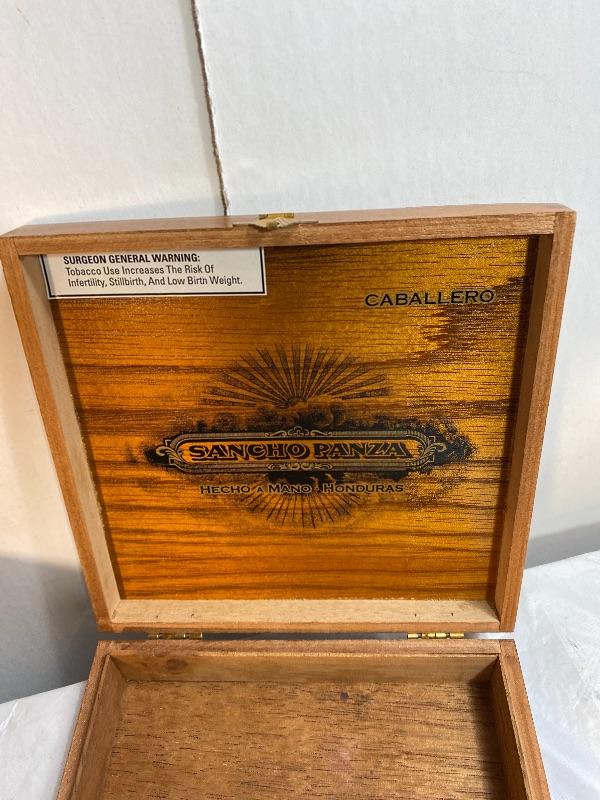 SURGEON GENERAL WARNING:
Tobacco Use Increases The Risk Of
Infertility, Stillbirth, And Low Birth Weight.
CABALLERO
SANCHO PANZA
HECHO A MANO • HONDURAS